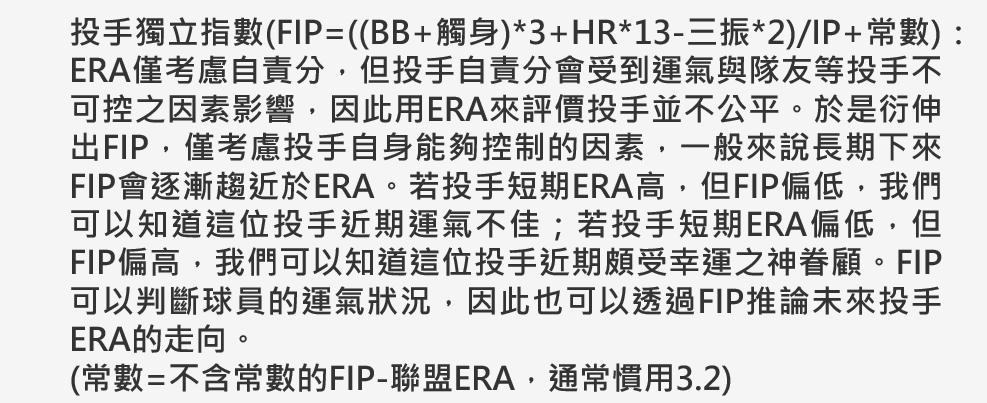 投手獨立指數(FIP=((BB+觸身)*3+HR*13-三振*2)/IP+常數)：
ERA僅考慮自責分，但投手自責分會受到運氣與隊友等投手不
可控之因素影響，因此用ERA來評價投手並不公平。於是衍伸
出FIP，僅考慮投手自身能夠控制的因素，一般來說長期下來
FIP會逐漸趨近於ERA。若投手短期ERA高，但FIP偏低，我們
可以知道這位投手近期運氣不佳；若投手短期ERA偏低，但
FIP偏高，我們可以知道這位投手近期頗受幸運之神眷顧。FIP
可以判斷球員的運氣狀況，因此也可以透過FIP推論未來投手
ERA的走向。
(常數=不含常數的FIP-聯盟ERA，通常慣用3.2)